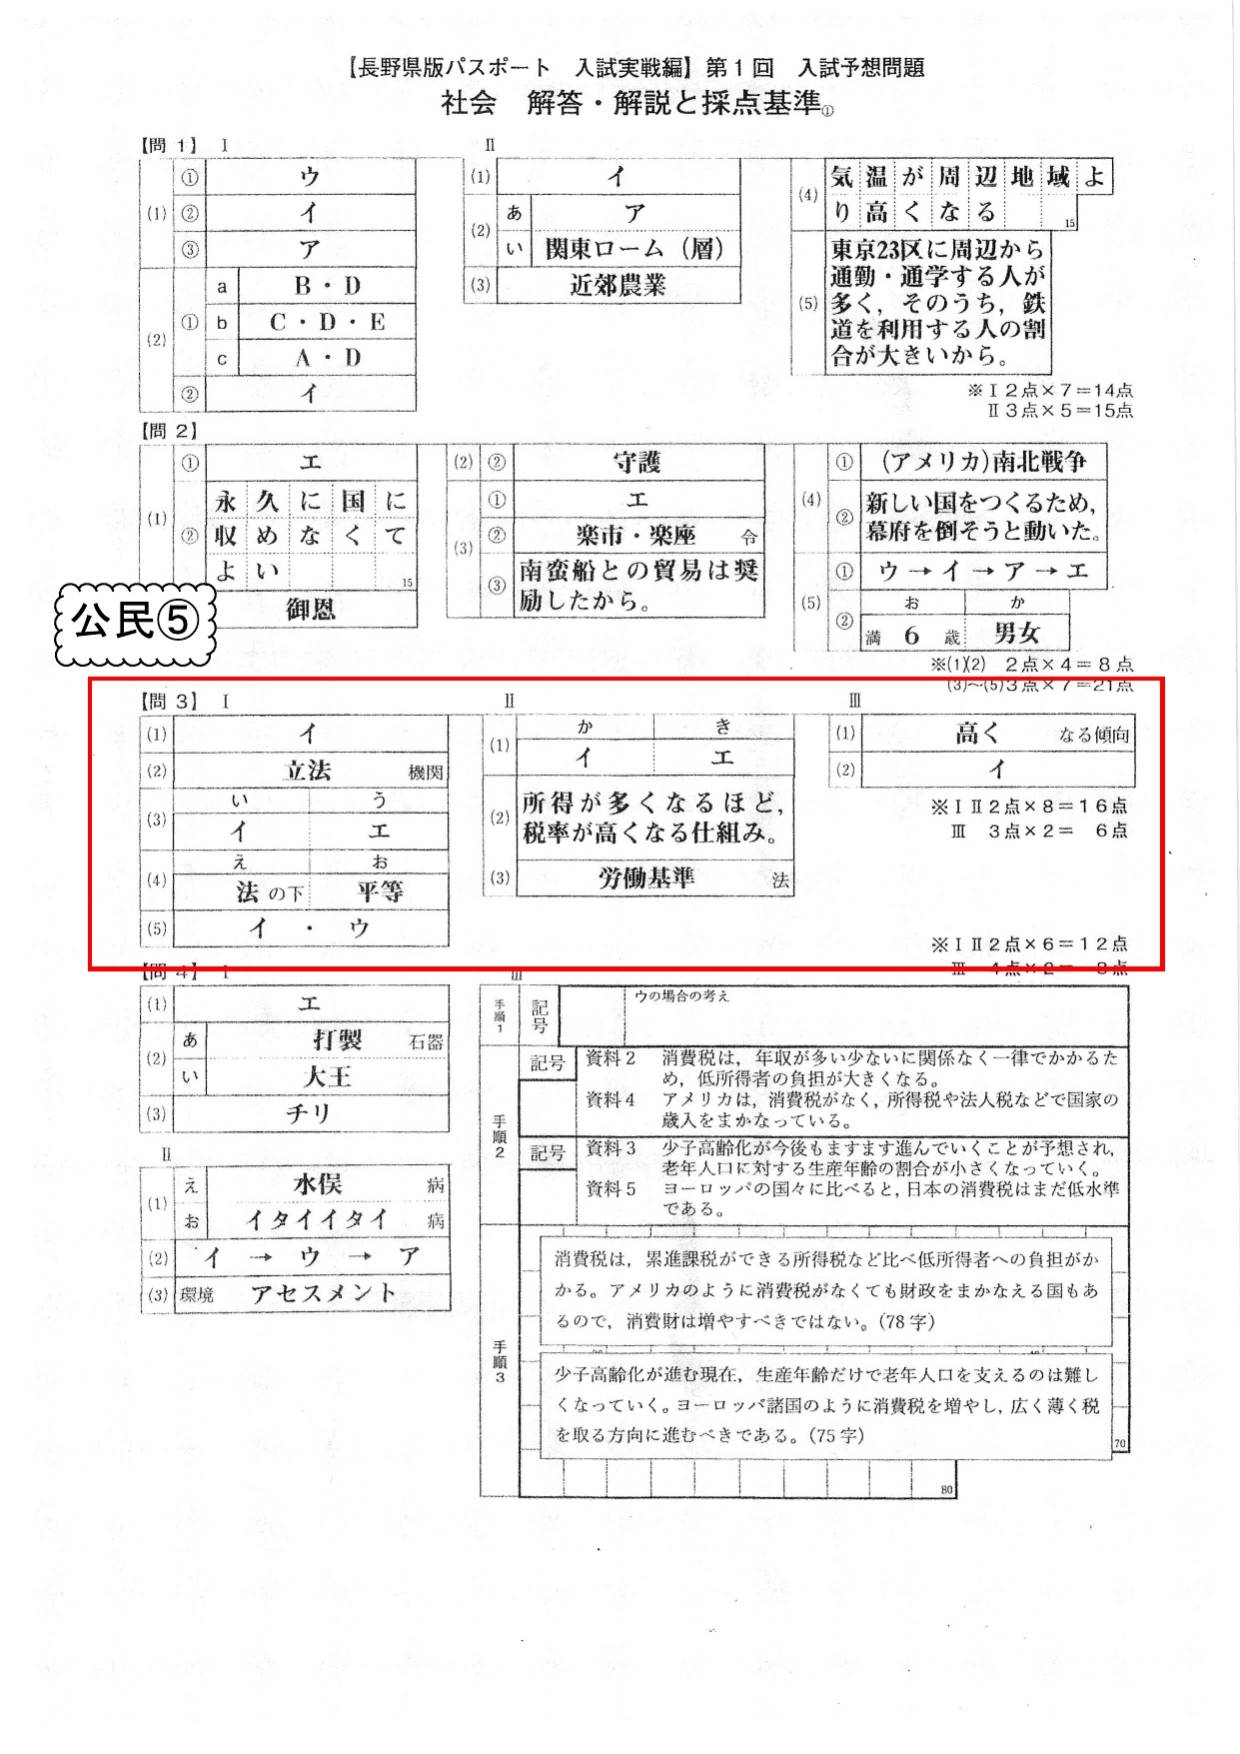 【長野県版パスポート　入試実戦編】第１回　入試予想問題
社会　解答・解説と採点基準①
【問 1】 Ⅰ
(1) ① ウ
② イ
③ ア
(2) ① a B・D
b C・D・E
c A・D
② イ
Ⅱ
(1) イ
(2) あ ア
い 関東ローム（層）
(3) 近郊農業
(4) 気温が周辺地域よ
り高くなる 15
(5) 東京23区に周辺から
通勤・通学する人が
多く，そのうち，鉄
道を利用する人の割
合が大きいから。
※Ⅰ２点×７＝14点
Ⅱ３点×５＝15点
【問 2】
(1) ① エ
② 永久に国に
収めなくて
よい 15
御恩
(2) ② 守護
(3) ① エ
② 楽市・楽座 令
③ 南蛮船との貿易は奨
励したから。
(4) ① (アメリカ)南北戦争
② 新しい国をつくるため，
幕府を倒そうと動いた。
(5) ① ウ→イ→ア→エ
② お か
満 6 歳 男女
※(1)(2)　２点×４＝８点
(3)～(5)３点×７＝21点
公民⑤
【問 3】 Ⅰ
(1) イ
(2) 立法 機関
(3) い う
イ エ
(4) え お
法 の下 平等
(5) イ・ウ
Ⅱ
(1) か き
イ エ
(2) 所得が多くなるほど，
税率が高くなる仕組み。
(3) 労働基準 法
Ⅲ
(1) 高く なる傾向
(2) イ
※ⅠⅡ２点×８＝１６点
Ⅲ　３点×２＝　６点
※ⅠⅡ２点×６＝１２点
Ⅲ　４点×２＝　８点
【問 4】 Ⅰ
(1) エ
(2) あ 打製 石器
い 大王
(3) チリ
Ⅱ
(1) え 水俣 病
お イタイイタイ 病
(2) イ → ウ → ア
(3) 環境 アセスメント
Ⅲ
手順1 記号 ウの場合の考え
手順2 記号 資料２　消費税は，年収が多い少ないに関係なく一律でかかるた
め，低所得者の負担が大きくなる。
資料４　アメリカは，消費税がなく，所得税や法人税などで国家の
歳入をまかなっている。
記号 資料３　少子高齢化が今後もますます進んでいくことが予想され，
老年人口に対する生産年齢の割合が小さくなっていく。
資料５　ヨーロッパの国々に比べると，日本の消費税はまだ低水準
である。
手順3
消費税は，累進課税ができる所得税など比べ低所得者への負担がか
かる。アメリカのように消費税がなくても財政をまかなえる国もあ
るので，消費財は増やすべきではない。（78 字）
少子高齢化が進む現在，生産年齢だけで老年人口を支えるのは難し
くなっていく。ヨーロッパ諸国のように消費税を増やし，広く薄く税
を取る方向に進むべきである。（75 字）
70
80